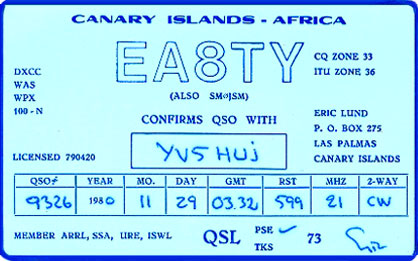 CANARY ISLANDS - AFRICA
EA8TY
(ALSO SMØJSM)
DXCC
WAS
WPX
100 - N
CQ ZONE 33
ITU ZONE 36
CONFIRMS QSO WITH
YV5HUJ
ERIC LUND
P. O. BOX 275
LAS PALMAS
CANARY ISLANDS
LICENSED 790420
QSO# YEAR MO. DAY GMT RST MHZ 2-WAY
9326 1980 11 29 03.32 599 21 CW
MEMBER ARRL, SSA, URE, ISWL
QSL PSE ✓ TKS 73